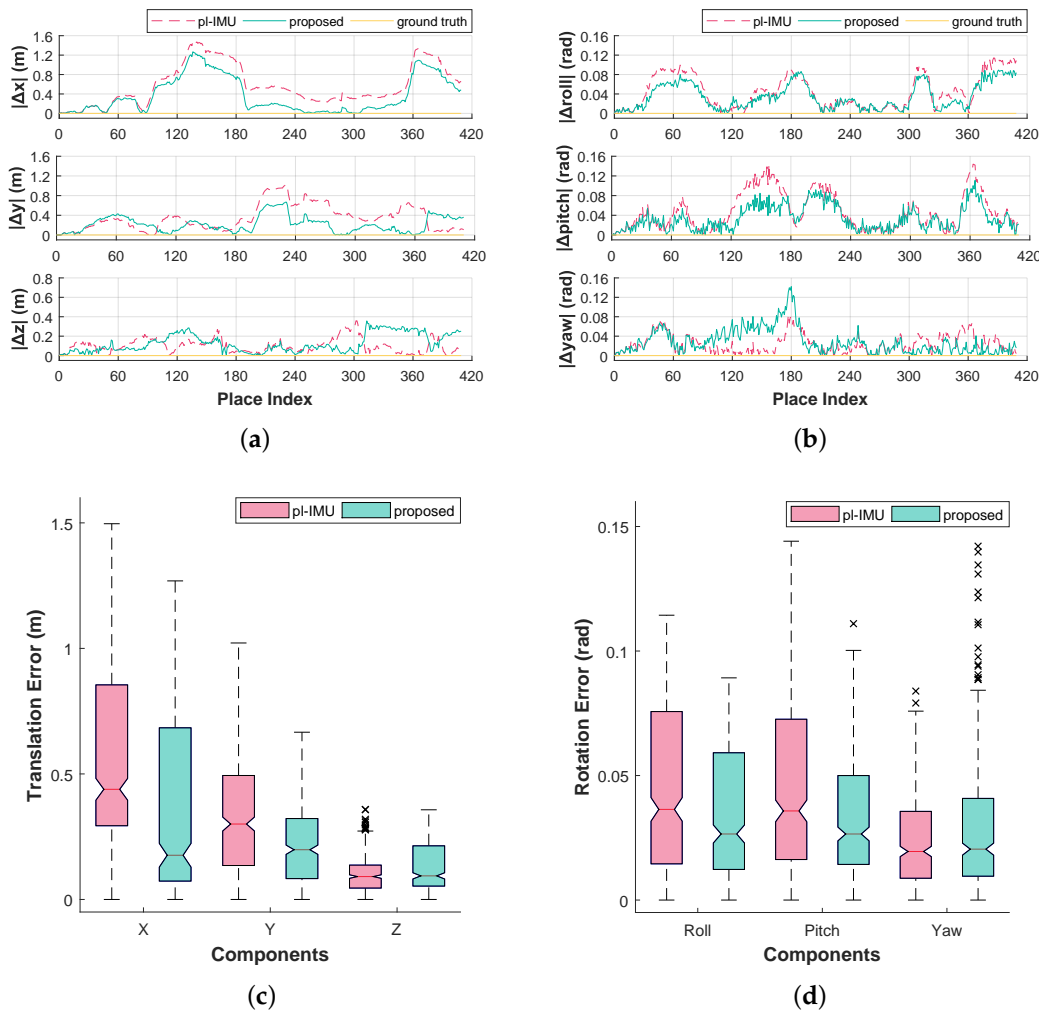 pl-IMU proposed ground truth
|Δx| (m)
1.6
1.2
0.8
0.4
0
0 60 120 180 240 300 360 420
|Δy| (m)
1.6
1.2
0.8
0.4
0
0 60 120 180 240 300 360 420
|Δz| (m)
0.8
0.6
0.4
0.2
0
0 60 120 180 240 300 360 420
Place Index
(a)
pl-IMU proposed ground truth
|Δroll| (rad)
0.16
0.12
0.08
0.04
0
0 60 120 180 240 300 360 420
|Δpitch| (rad)
0.16
0.12
0.08
0.04
0
0 60 120 180 240 300 360 420
|Δyaw| (rad)
0.16
0.12
0.08
0.04
0
0 60 120 180 240 300 360 420
Place Index
(b)
pl-IMU proposed
Translation Error (m)
1.5
1
0.5
0
X Y Z
Components
(c)
pl-IMU proposed
Rotation Error (rad)
0.15
0.1
0.05
0
Roll Pitch Yaw
Components
(d)